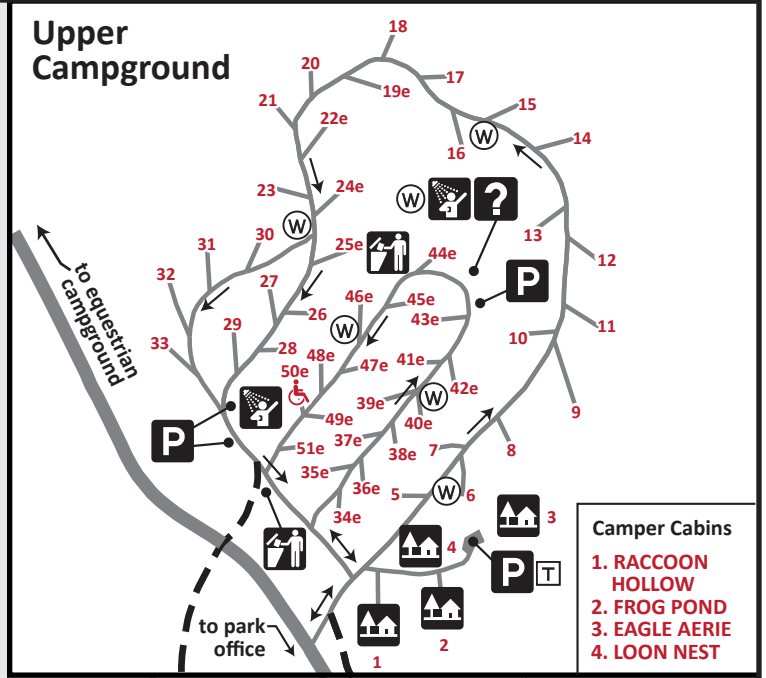 Upper
Campground
18
20
17
19e
21
15
22e
14
16
W
24e
23
W
?
13
W
30
25e
44e
31
12
to equestrian
campground
32
27
46e
45e
P
26
43e
11
W
29
10
33
28
48e
41e
50e
47e
42e
39e
W
9
49e
40e
P
37e
7
8
51e
38e
35e
36e
5
W
6
34e
3
4
P
T
Camper Cabins
1. RACCOON
HOLLOW
2. FROG POND
3. EAGLE AERIE
4. LOON NEST
to park
office
2
1